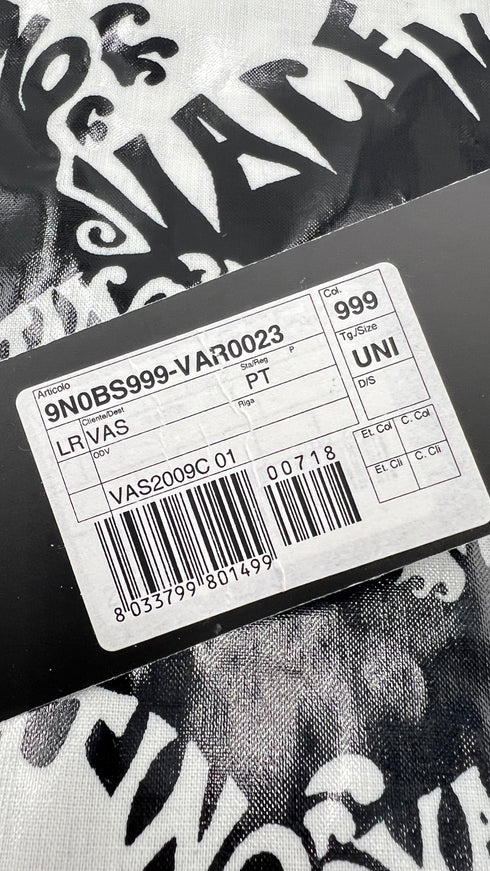 Articolo
9N0BS999-VAR0023
Col.
999
Cliente/Dest
Sta/Reg P
Tg./Size
LR VAS
PT
UNI
ODV
Riga
D/S
VAS2009C 01
00718
Et. Col C. Col
Et. Cli C. Cli
8 033799 801499